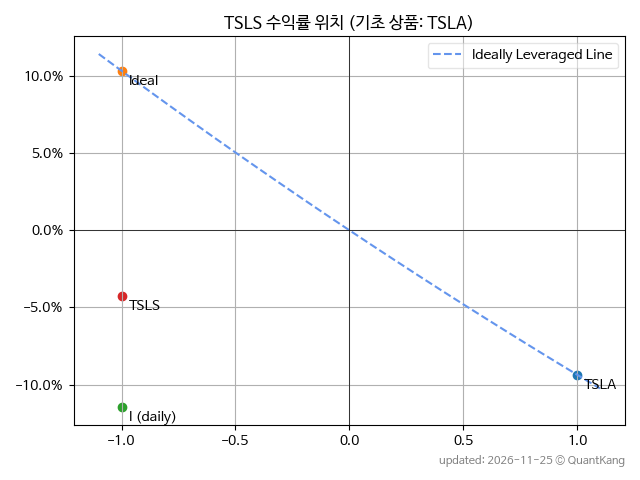 TSLS 수익률 위치 (기초 상품: TSLA)
Ideally Leveraged Line
10.0%
5.0%
0.0%
−5.0%
−10.0%
Ideal
TSLS
I (daily)
TSLA
−1.0
−0.5
0.0
0.5
1.0
updated: 2026-11-25 © QuantKang